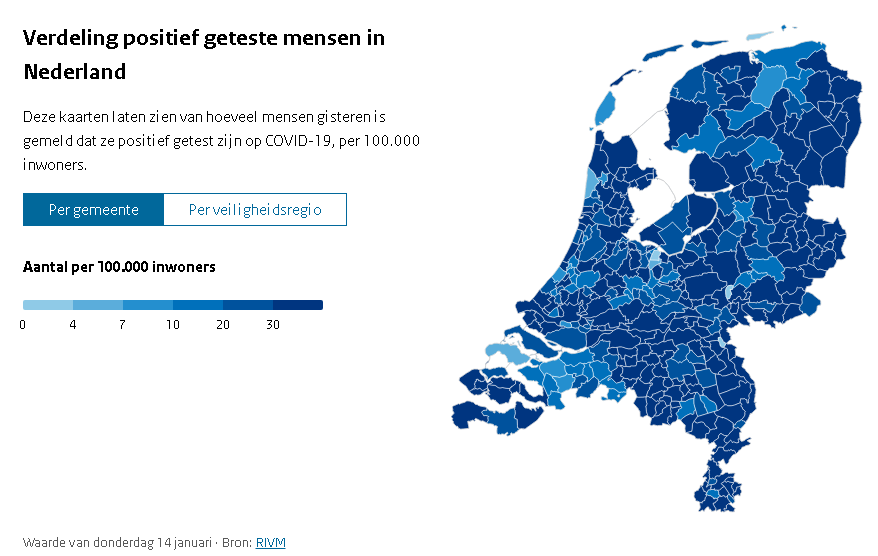 Verdeling positief geteste mensen in
Nederland
Deze kaarten laten zien van hoeveel mensen gisteren is
gemeld dat ze positief getest zijn op COVID-19, per 100.000
inwoners.
Per gemeente Per veiligheidsregio
Aantal per 100.000 inwoners
0 4 7 10 20 30
Waarde van donderdag 14 januari · Bron: RIVM